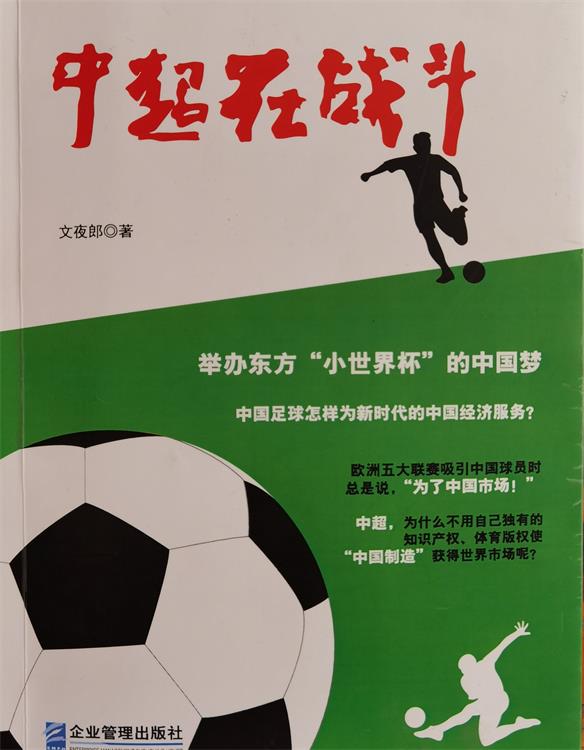 中超在战斗
文夜郎◎著
举办东方“小世界杯”的中国梦
中国足球怎样为新时代的中国经济服务？
欧洲五大联赛吸引中国球员时
总是说，“为了中国市场！”
中超，为什么不用自己独有的
知识产权、体育版权使
“中国制造”获得世界市场呢？
企业管理出版社